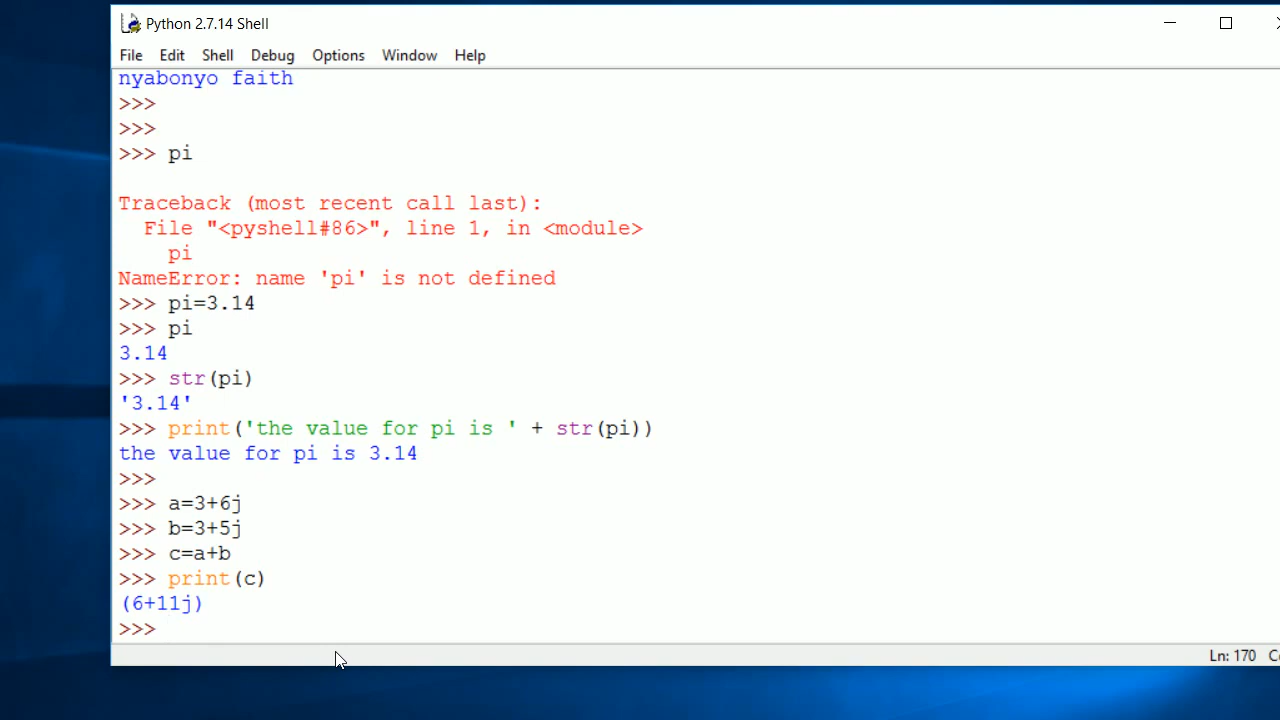 Python 2.7.14 Shell
File Edit Shell Debug Options Window Help
nyabonyo faith
>>>
>>>
>>> pi
Traceback (most recent call last):
  File "<pyshell#86>", line 1, in <module>
    pi
NameError: name 'pi' is not defined
>>> pi=3.14
>>> pi
3.14
>>> str(pi)
'3.14'
>>> print('the value for pi is ' + str(pi))
the value for pi is 3.14
>>>
>>> a=3+6j
>>> b=3+5j
>>> c=a+b
>>> print(c)
(6+11j)
>>>
Ln: 170